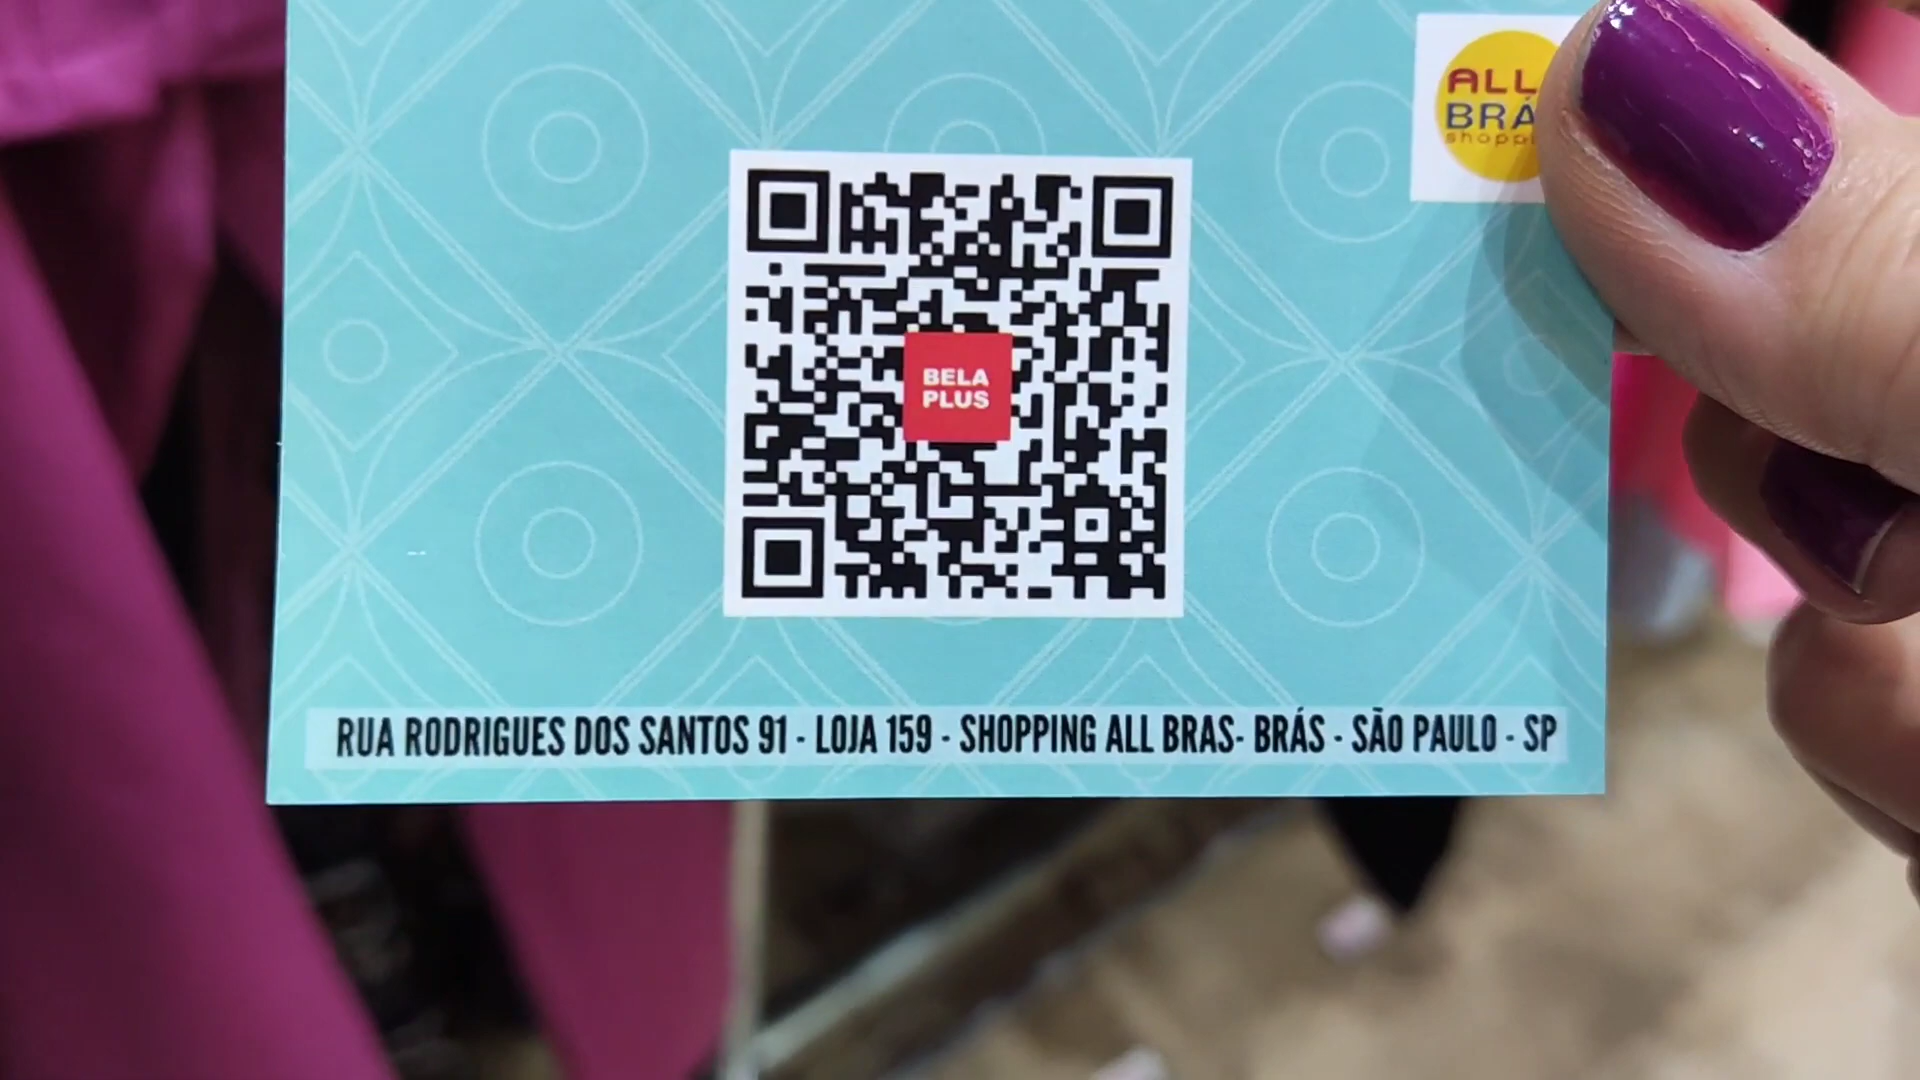 ALL
BRÁ
BELA
PLUS
RUA RODRIGUES DOS SANTOS 91 - LOJA 159 - SHOPPING ALL BRAS- BRÁS - SÃO PAULO - SP